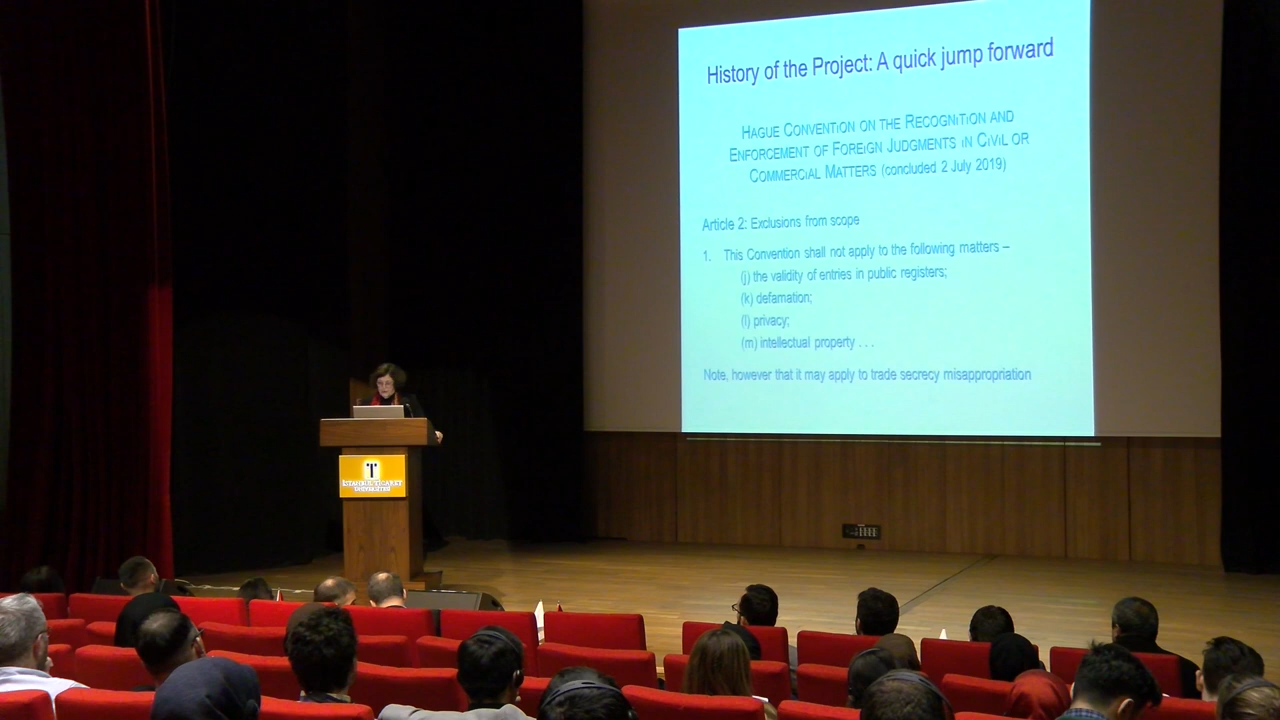 History of the Project: A quick jump forward
HAGUE CONVENTION ON THE RECOGNITION AND
ENFORCEMENT OF FOREIGN JUDGMENTS IN CIVIL OR
COMMERCIAL MATTERS (concluded 2 July 2019)
Article 2: Exclusions from scope
1. This Convention shall not apply to the following matters –
(j) the validity of entries in public registers;
(k) defamation;
(l) privacy;
(m) intellectual property . . .
Note, however that it may apply to trade secrecy misappropriation
İSTANBUL TİCARET